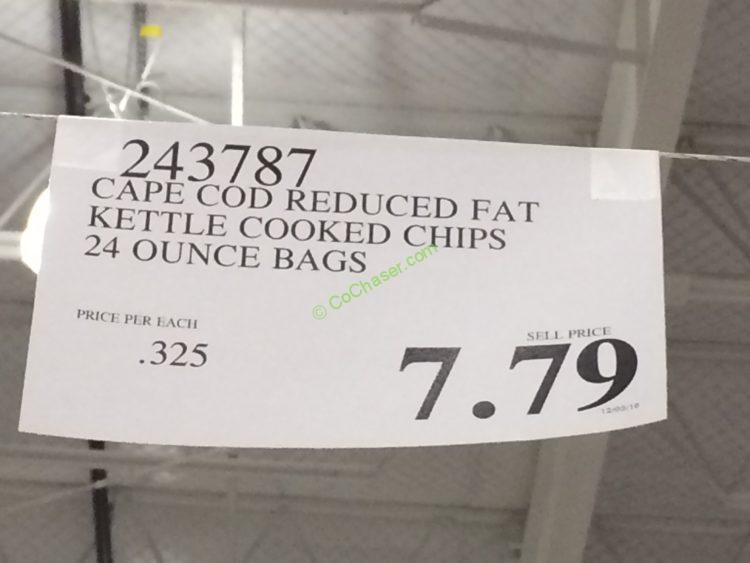 243787
CAPE COD REDUCED FAT
KETTLE COOKED CHIPS
24 OUNCE BAGS
© CoChaser.com
PRICE PER EACH
.325
SELL PRICE
7.79